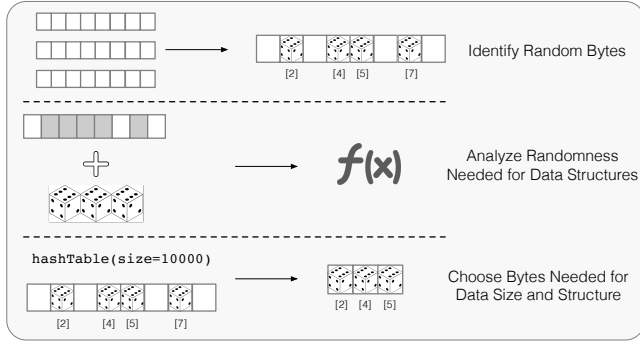 Identify Random Bytes
[2] [4] [5] [7]
f(x)
Analyze Randomness
Needed for Data Structures
hashTable(size=10000)
[2] [4] [5] [7]
[2] [4] [5]
Choose Bytes Needed for
Data Size and Structure